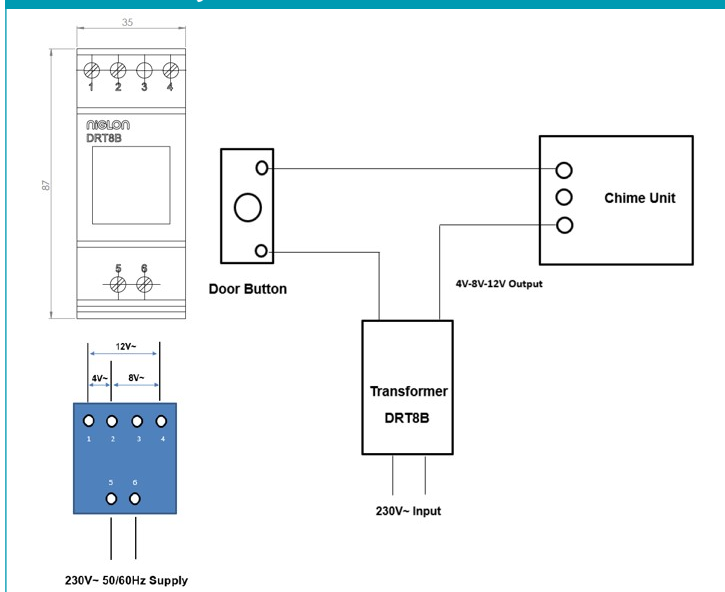 35
87
1 2 3 4
NIGLON
DRT8B
5 6
Door Button
Chime Unit
4V-8V-12V Output
Transformer
DRT8B
230V~ Input
12V~
4V~ 8V~
1 2 3 4
5 6
230V~ 50/60Hz Supply